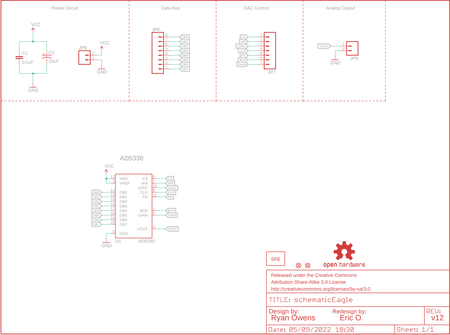 Power Circuit
Data Bus
DAC Control
Analog Output
VCC
VCC
JP6
C1
0.1uF
C2
10uF
JP8
GND
GND
JP7
GND
JP9
AD5330
VCC
VDD
VREF
DB0
DB1
DB2
DB3
DB4
DB5
DB6
DB7
GND
CS
WR
LDAC
CLR
PD
BUF
GAIN
VOUT
GND
U1
AD5330
SFE
open hardware
Released under the Creative Commons
Attribution Share-Alike 3.0 License
http://creativecommons.org/licenses/by-sa/3.0
TITLE: schematicEagle
Design by:
Ryan Owens
Redesign by:
Eric O.
REV:
v12
Date: 05/09/2022 18:30
Sheet: 1/1